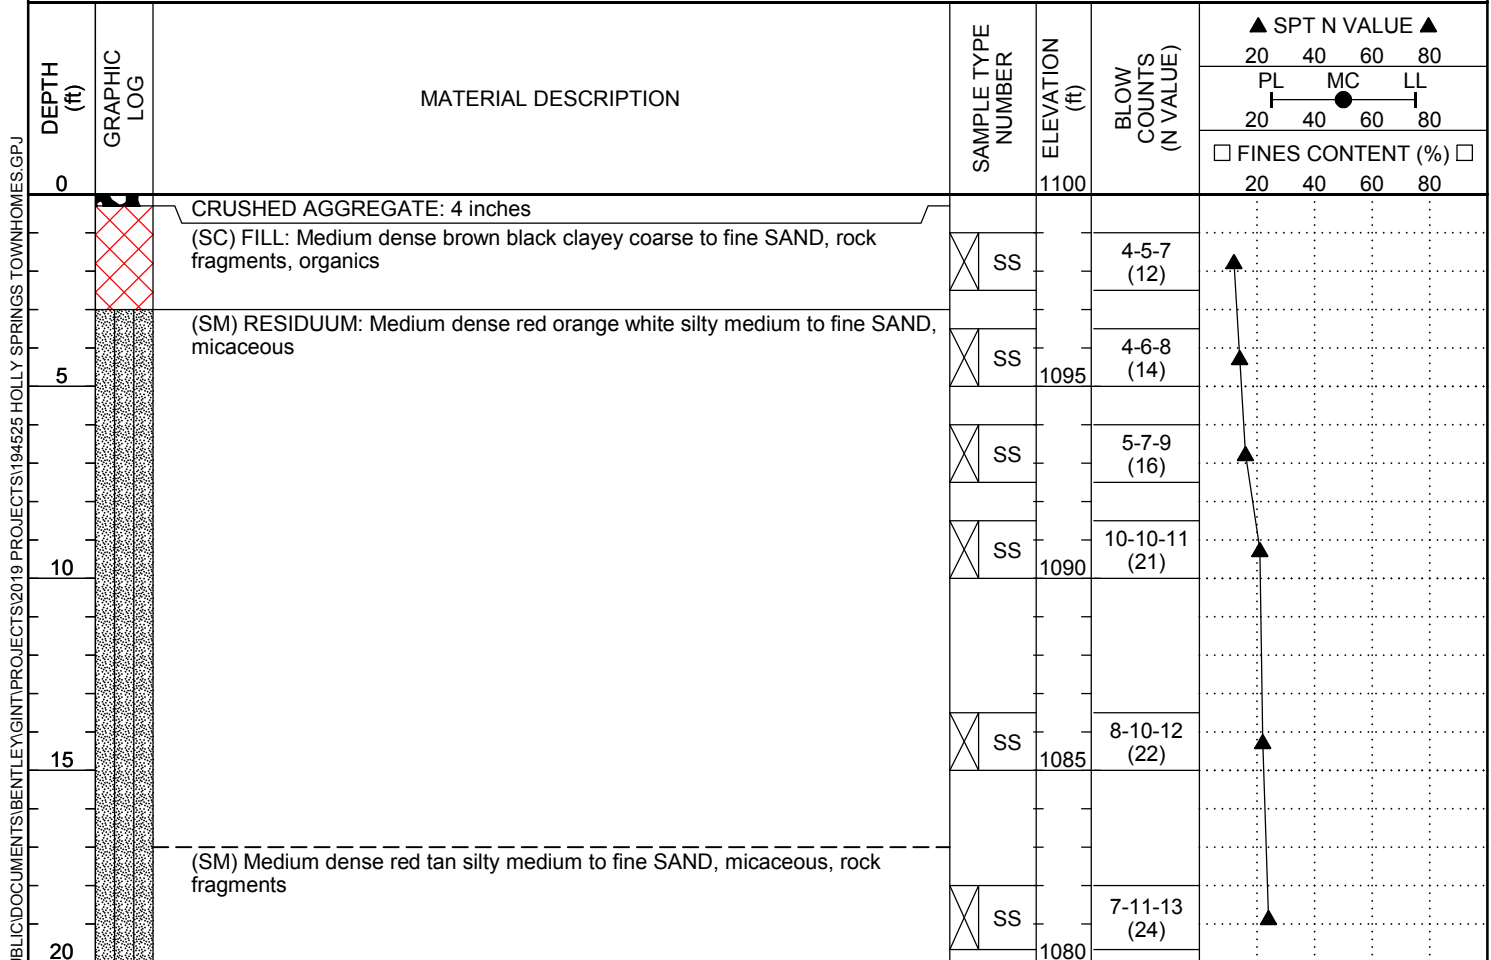 DEPTH
(ft)
GRAPHIC
LOG
MATERIAL DESCRIPTION
SAMPLE TYPE
NUMBER
ELEVATION
(ft)
BLOW
COUNTS
(N VALUE)
▲ SPT N VALUE ▲
20 40 60 80
PL MC LL
20 40 60 80
□ FINES CONTENT (%) □
20 40 60 80
0
1100
CRUSHED AGGREGATE: 4 inches
(SC) FILL: Medium dense brown black clayey coarse to fine SAND, rock
fragments, organics
SS
4-5-7
(12)
(SM) RESIDUUM: Medium dense red orange white silty medium to fine SAND,
micaceous
SS
4-6-8
(14)
5
1095
SS
5-7-9
(16)
SS
10-10-11
(21)
10
1090
SS
8-10-12
(22)
15
1085
(SM) Medium dense red tan silty medium to fine SAND, micaceous, rock
fragments
SS
7-11-13
(24)
20
1080
BLIC\DOCUMENTS\BENTLEY\GINT\PROJECTS\2019 PROJECTS\194525 HOLLY SPRINGS TOWNHOMES.GPJ